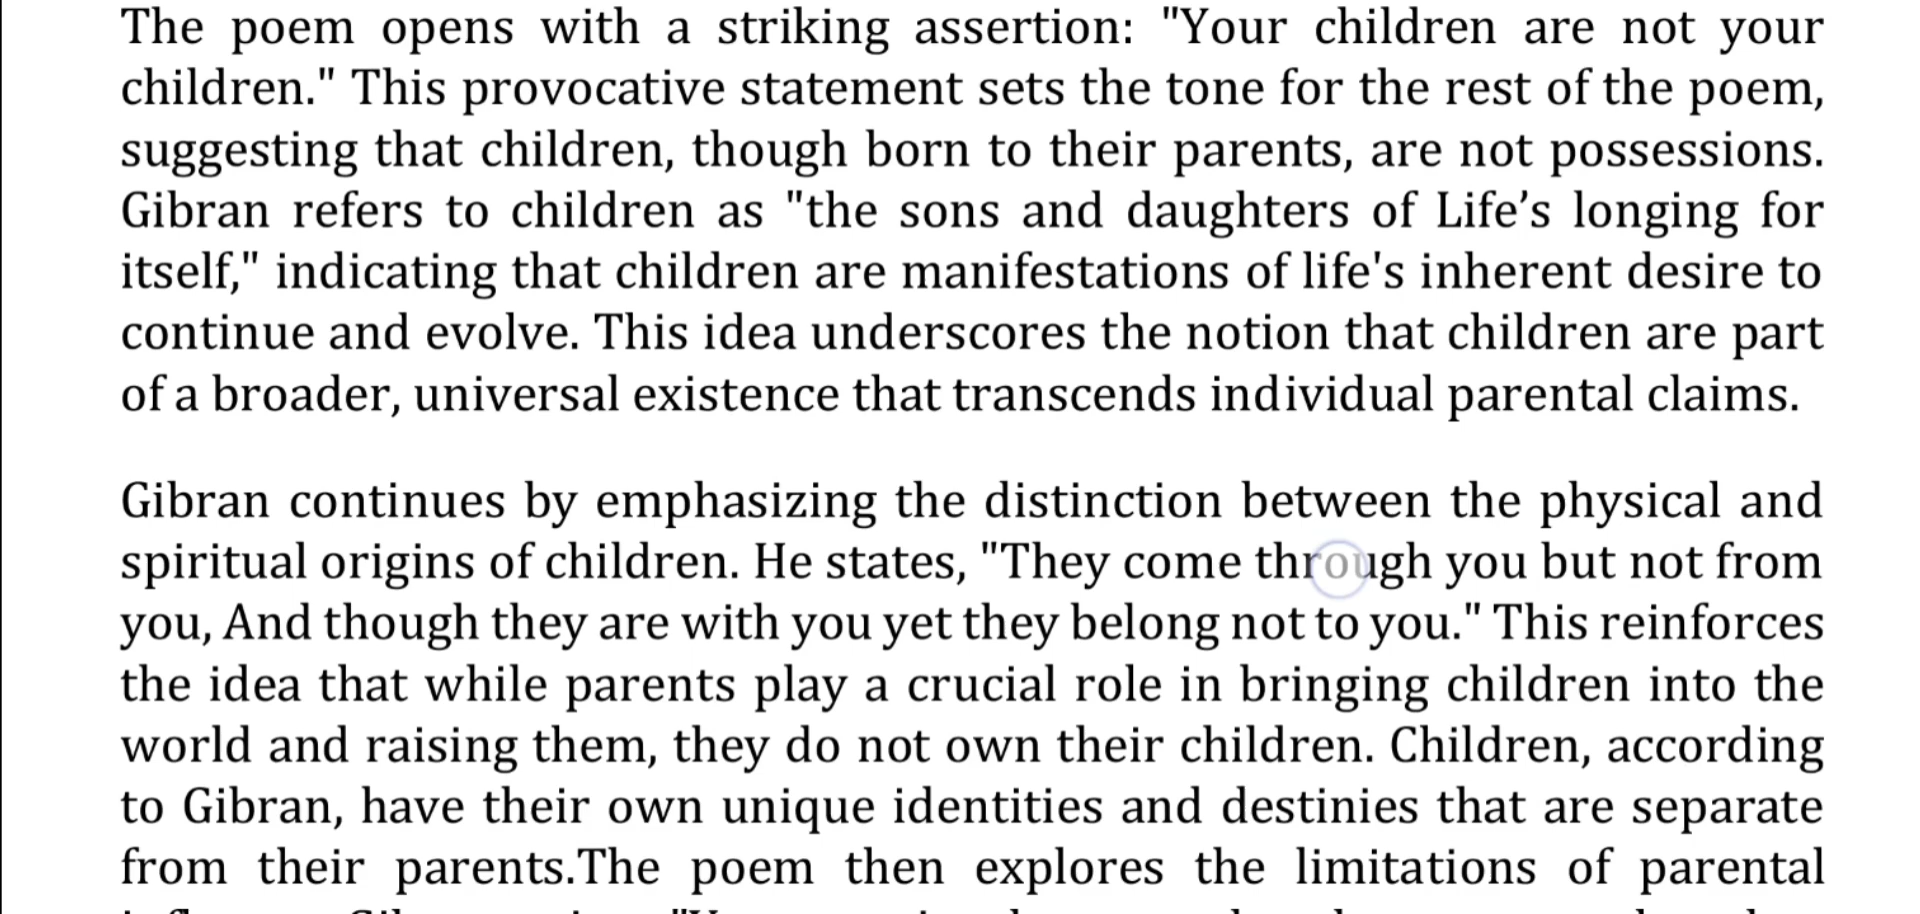 The poem opens with a striking assertion: "Your children are not your
children." This provocative statement sets the tone for the rest of the poem,
suggesting that children, though born to their parents, are not possessions.
Gibran refers to children as "the sons and daughters of Life’s longing for
itself," indicating that children are manifestations of life's inherent desire to
continue and evolve. This idea underscores the notion that children are part
of a broader, universal existence that transcends individual parental claims.
Gibran continues by emphasizing the distinction between the physical and
spiritual origins of children. He states, "They come through you but not from
you, And though they are with you yet they belong not to you." This reinforces
the idea that while parents play a crucial role in bringing children into the
world and raising them, they do not own their children. Children, according
to Gibran, have their own unique identities and destinies that are separate
from their parents.The poem then explores the limitations of parental